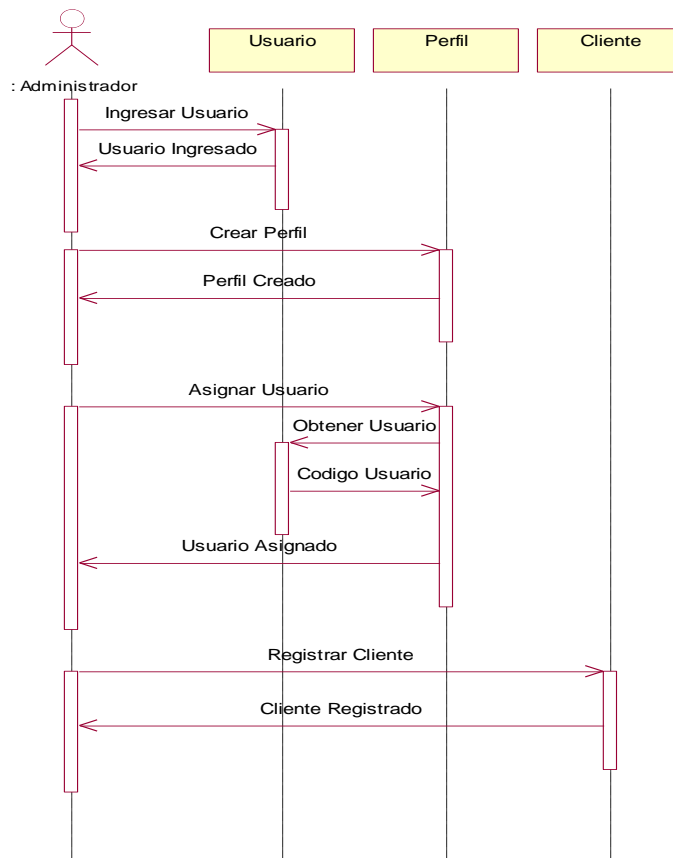 Usuario
Perfil
Cliente
: Administrador
Ingresar Usuario
Usuario Ingresado
Crear Perfil
Perfil Creado
Asignar Usuario
Obtener Usuario
Codigo Usuario
Usuario Asignado
Registrar Cliente
Cliente Registrado